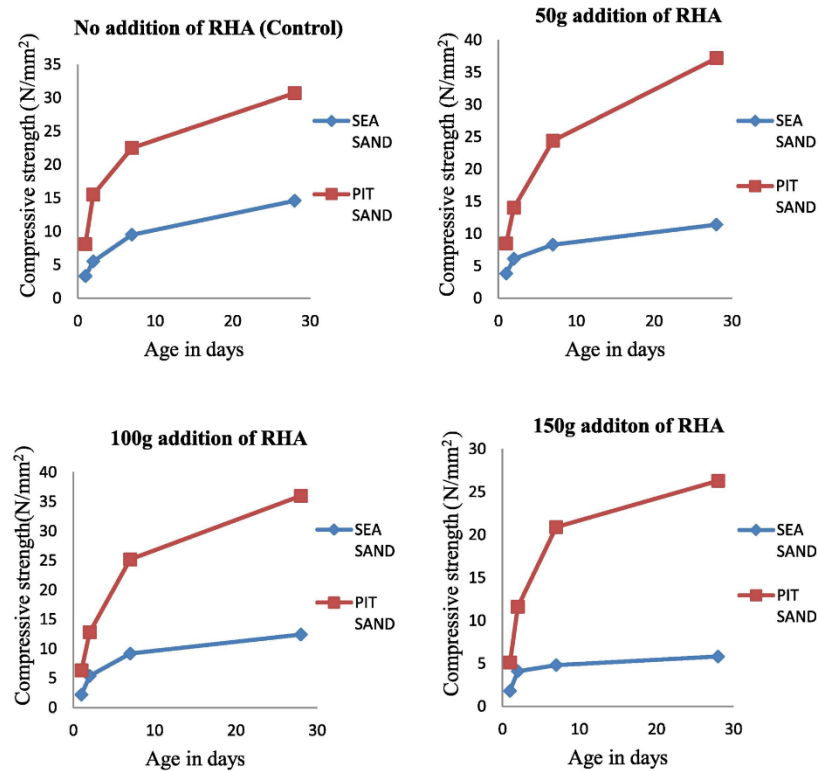 No addition of RHA (Control)
Compressive strength (N/mm²)
35
30
25
20
15
10
5
0
0
10
20
30
Age in days
SEA
SAND
PIT
SAND
50g addition of RHA
Compressive strength (N/mm²)
40
35
30
25
20
15
10
5
0
0
10
20
30
Age in days
SEA
SAND
PIT
SAND
100g addition of RHA
Compressive strength(N/mm²)
40
35
30
25
20
15
10
5
0
0
10
20
30
Age in days
SEA
SAND
PIT
SAND
150g additon of RHA
Compressive strength (N/mm²)
30
25
20
15
10
5
0
0
10
20
30
Age in days
SEA
SAND
PIT
SAND